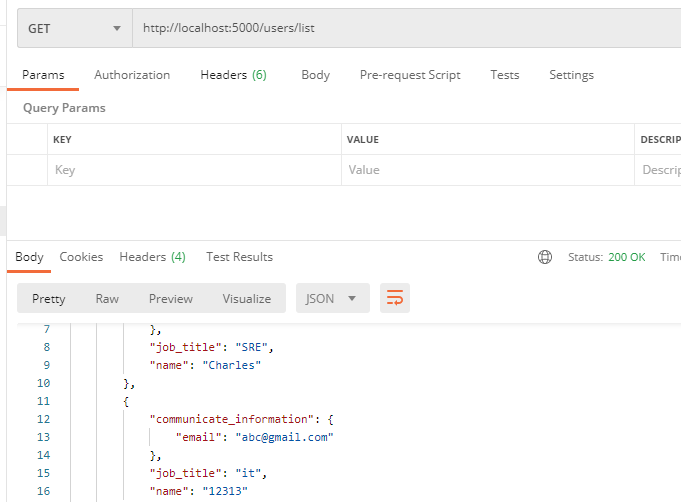 GET http://localhost:5000/users/list
Params Authorization Headers (6) Body Pre-request Script Tests Settings
Query Params
KEY VALUE DESCRIP
Key Value Descrip
Body Cookies Headers (4) Test Results Status: 200 OK Time
Pretty Raw Preview Visualize JSON
7 },
8 "job_title": "SRE",
9 "name": "Charles"
10 },
11 {
12 "communicate_information": {
13 "email": "abc@gmail.com"
14 },
15 "job_title": "it",
16 "name": "12313"